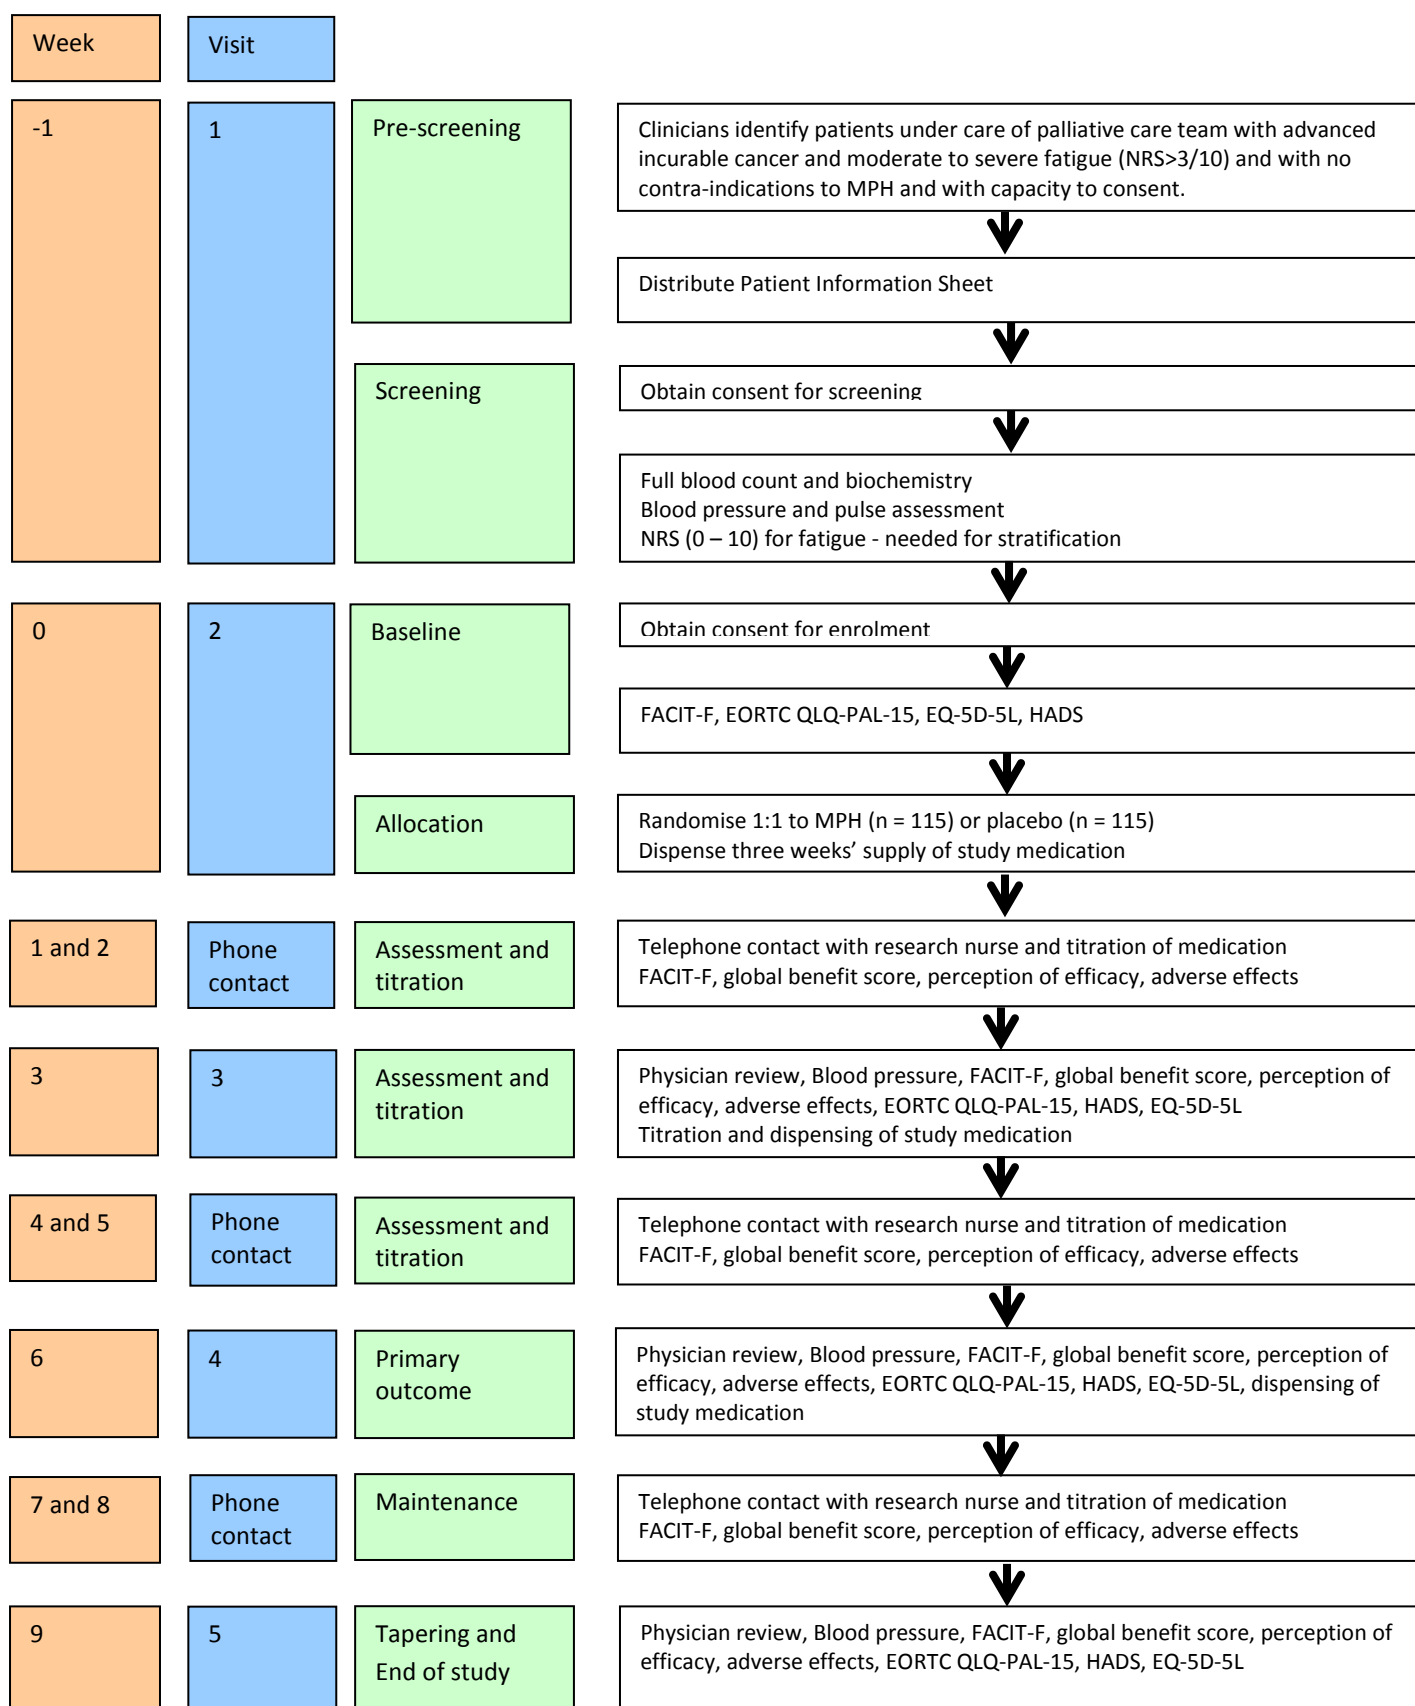 Week
Visit
-1
1
Pre-screening
Clinicians identify patients under care of palliative care team with advanced
incurable cancer and moderate to severe fatigue (NRS>3/10) and with no
contra-indications to MPH and with capacity to consent.
Distribute Patient Information Sheet
Screening
Obtain consent for screening
Full blood count and biochemistry
Blood pressure and pulse assessment
NRS (0 – 10) for fatigue - needed for stratification
0
2
Baseline
Obtain consent for enrolment
FACIT-F, EORTC QLQ-PAL-15, EQ-5D-5L, HADS
Allocation
Randomise 1:1 to MPH (n = 115) or placebo (n = 115)
Dispense three weeks’ supply of study medication
1 and 2
Phone
contact
Assessment and
titration
Telephone contact with research nurse and titration of medication
FACIT-F, global benefit score, perception of efficacy, adverse effects
3
3
Assessment and
titration
Physician review, Blood pressure, FACIT-F, global benefit score, perception of
efficacy, adverse effects, EORTC QLQ-PAL-15, HADS, EQ-5D-5L
Titration and dispensing of study medication
4 and 5
Phone
contact
Assessment and
titration
Telephone contact with research nurse and titration of medication
FACIT-F, global benefit score, perception of efficacy, adverse effects
6
4
Primary
outcome
Physician review, Blood pressure, FACIT-F, global benefit score, perception of
efficacy, adverse effects, EORTC QLQ-PAL-15, HADS, EQ-5D-5L, dispensing of
study medication
7 and 8
Phone
contact
Maintenance
Telephone contact with research nurse and titration of medication
FACIT-F, global benefit score, perception of efficacy, adverse effects
9
5
Tapering and
End of study
Physician review, Blood pressure, FACIT-F, global benefit score, perception of
efficacy, adverse effects, EORTC QLQ-PAL-15, HADS, EQ-5D-5L